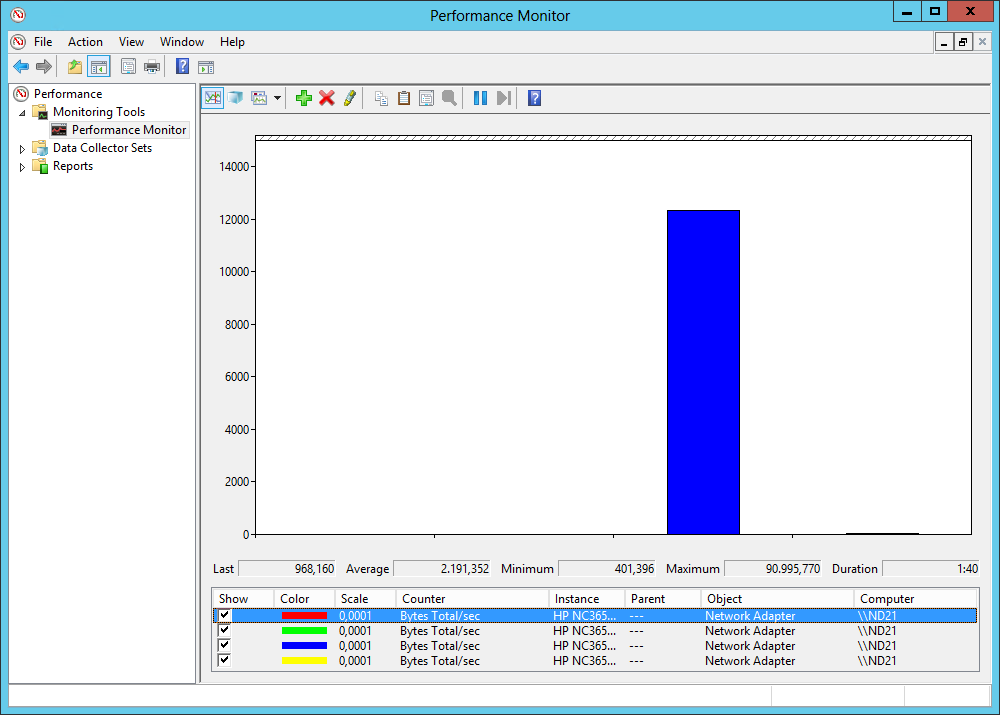 Performance Monitor
File Action View Window Help
Performance
Monitoring Tools
Performance Monitor
Data Collector Sets
Reports
14000
12000
10000
8000
6000
4000
2000
0
Last 968,160 Average 2.191,352 Minimum 401,396 Maximum 90.995,770 Duration 1:40
Show Color Scale Counter Instance Parent Object Computer
0,0001 Bytes Total/sec HP NC365... --- Network Adapter \\ND21
0,0001 Bytes Total/sec HP NC365... --- Network Adapter \\ND21
0,0001 Bytes Total/sec HP NC365... --- Network Adapter \\ND21
0,0001 Bytes Total/sec HP NC365... --- Network Adapter \\ND21